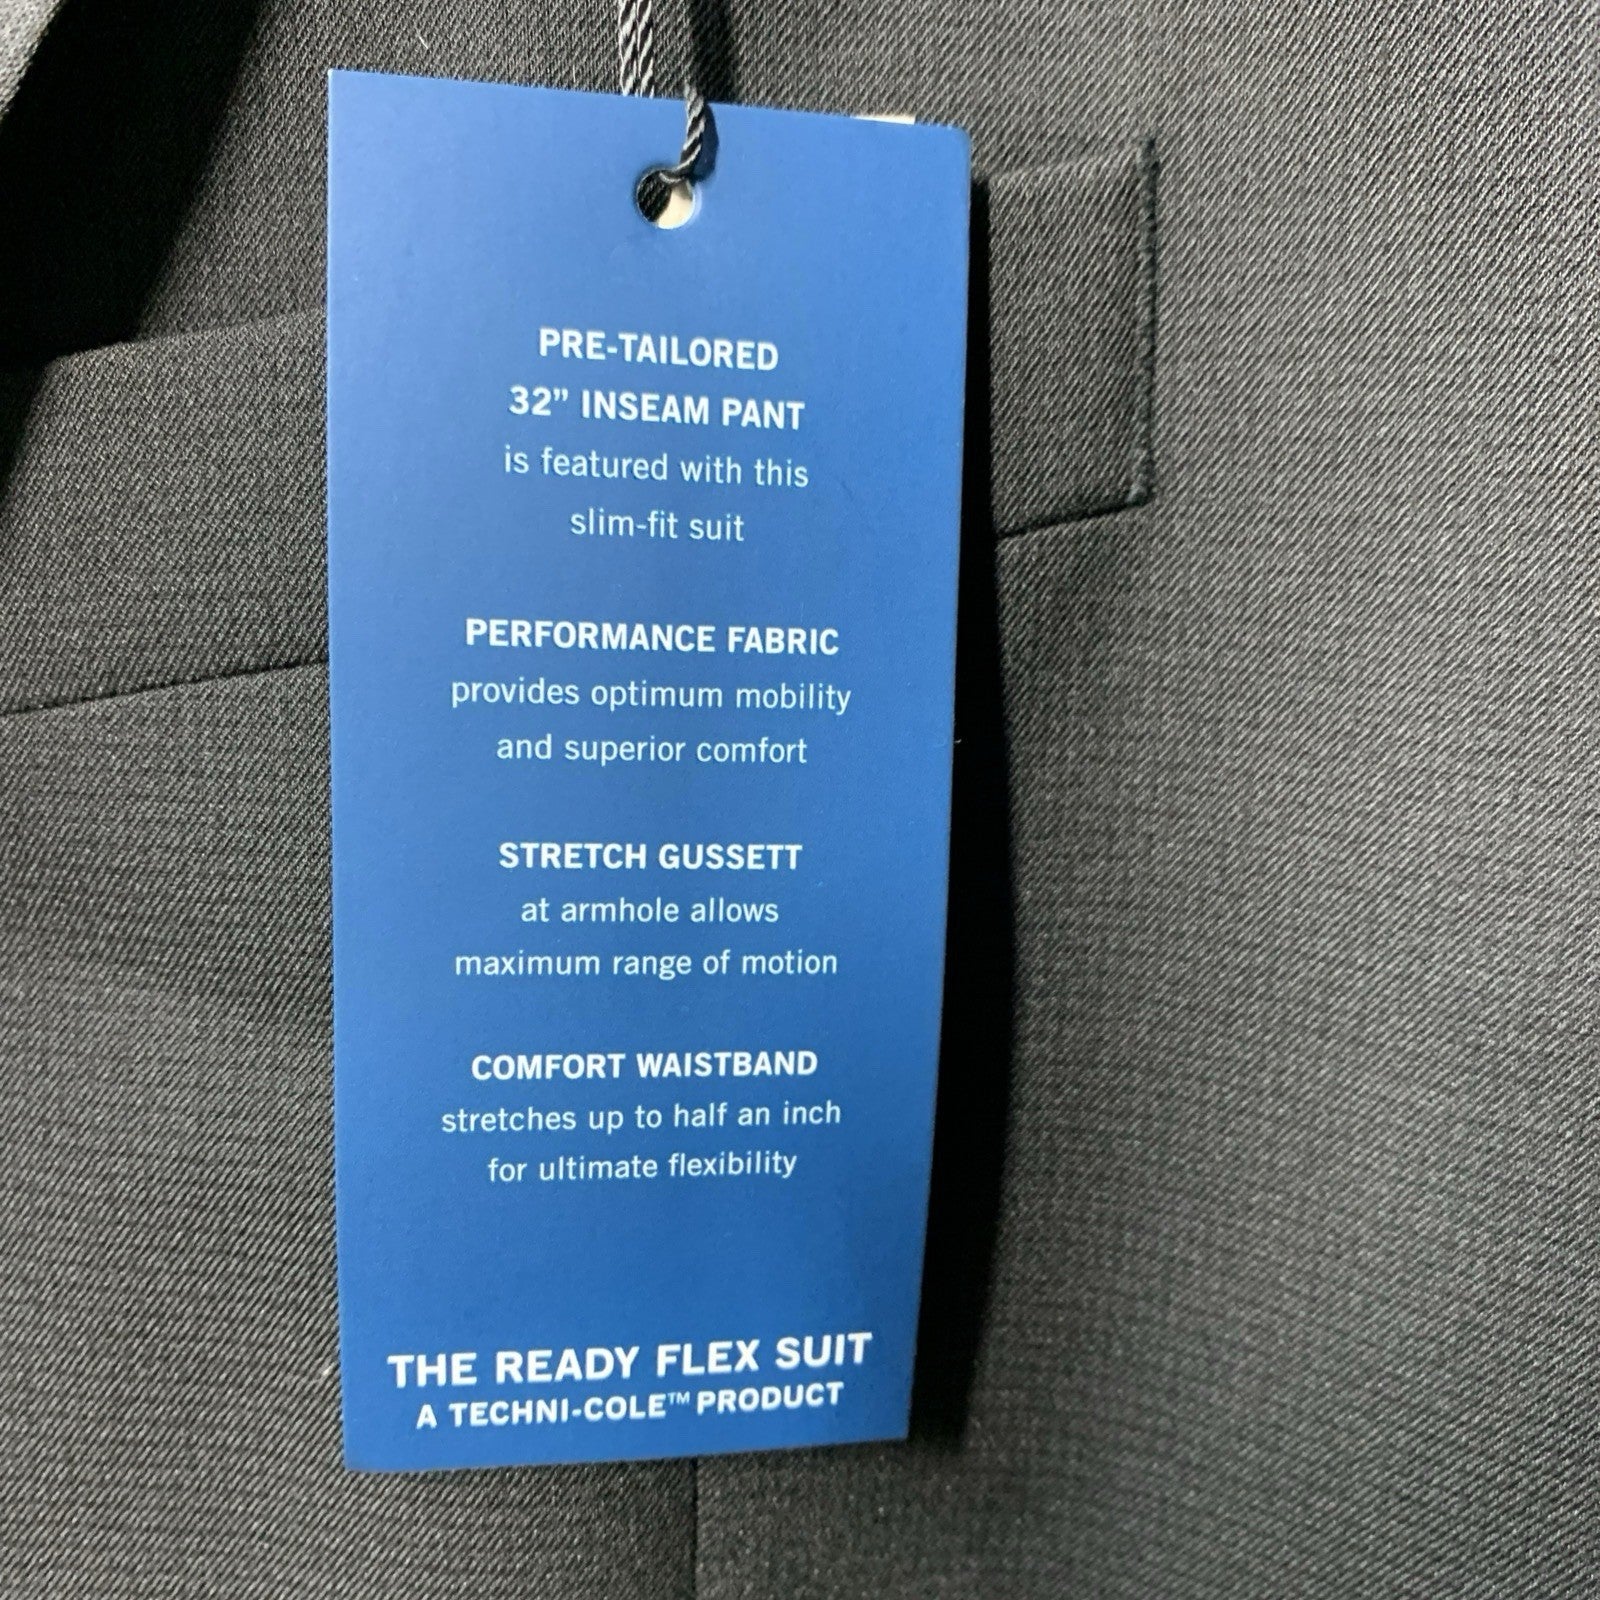 PRE-TAILORED
32” INSEAM PANT
is featured with this
slim-fit suit
PERFORMANCE FABRIC
provides optimum mobility
and superior comfort
STRETCH GUSSETT
at armhole allows
maximum range of motion
COMFORT WAISTBAND
stretches up to half an inch
for ultimate flexibility
THE READY FLEX SUIT
A TECHNI-COLE™ PRODUCT